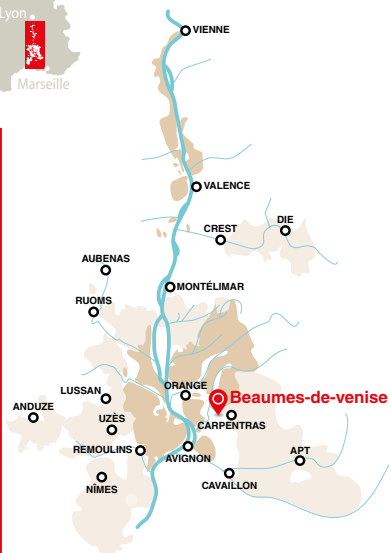 Lyon
Marseille
VIENNE
VALENCE
CREST
DIE
AUBENAS
MONTÉLIMAR
RUOMS
ORANGE
Beaumes-de-venise
LUSSAN
ANDUZE
CARPENTRAS
UZÈS
REMOULINS
AVIGNON
APT
NÎMES
CAVAILLON